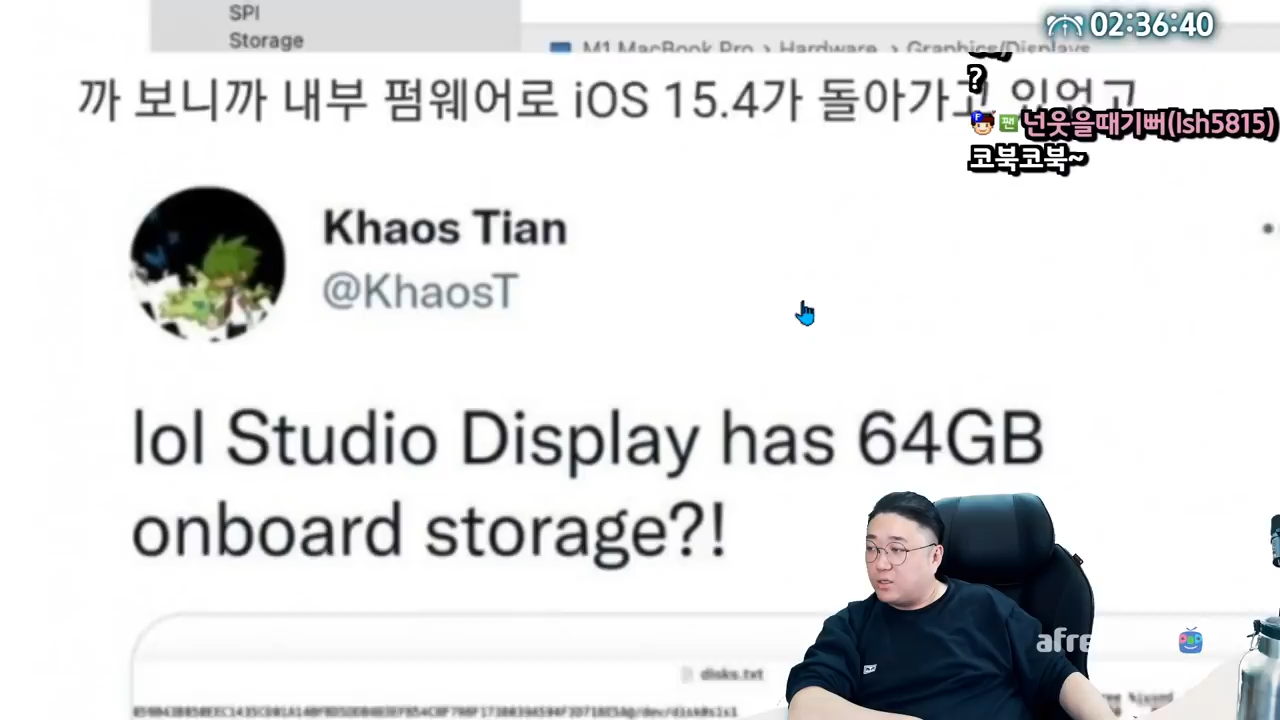 SPI
Storage
M1 MacBook Pro › Hardware › Graphics/Displays
02:36:40
까 보니까 내부 펌웨어로 iOS 15.4가 돌아가고 있었고
?
넌웃을때기뻐(lsh5815)
코북코북~
Khaos Tian
@KhaosT
lol Studio Display has 64GB
onboard storage?!
disks.txt
afre